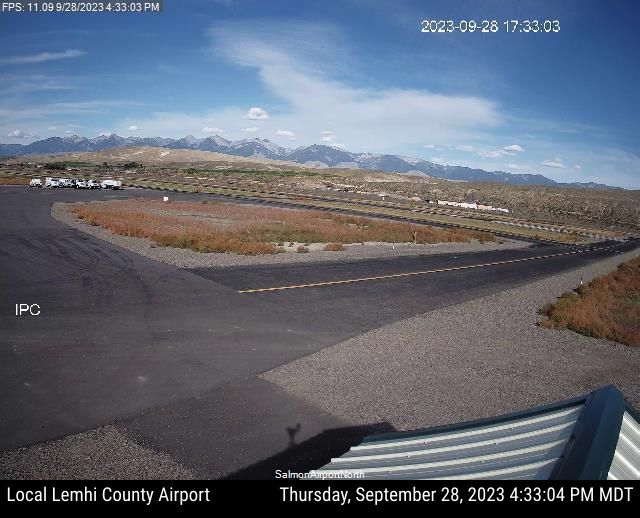 FPS: 11.09 9/28/2023 4:33:03 PM
2023-09-28 17:33:03
IPC
SalmonAirportNorth
Local Lemhi County Airport Thursday, September 28, 2023 4:33:04 PM MDT